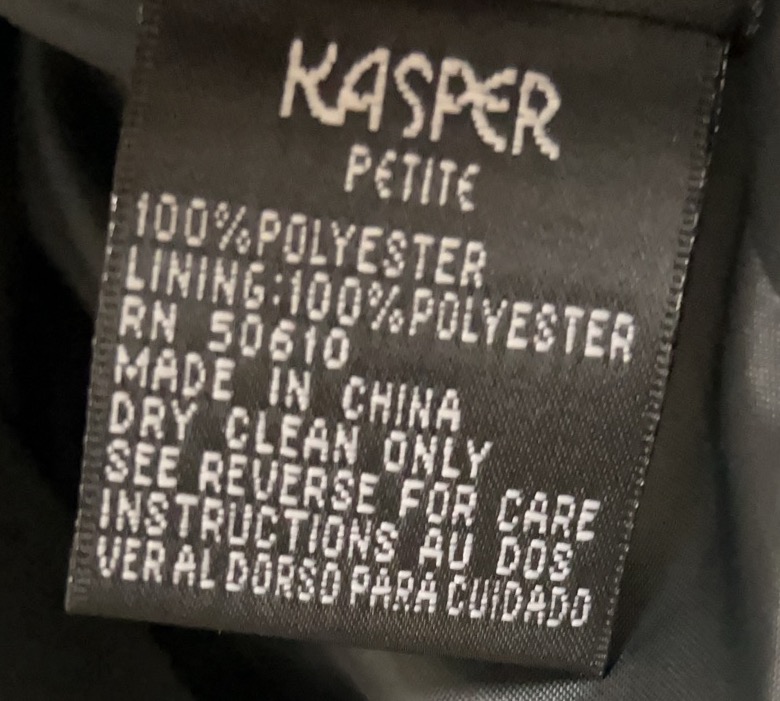 KASPER
PETITE
100%POLYESTER
LINING:100%POLYESTER
RN 50610
MADE IN CHINA
DRY CLEAN ONLY
SEE REVERSE FOR CARE
INSTRUCTIONS AU DOS
VER AL DORSO PARA CUIDADO